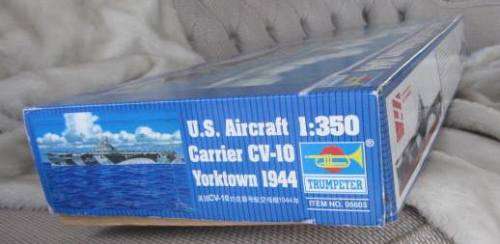 U.S. Aircraft 1:350
Carrier CV-10
Yorktown 1944
TRUMPETER ®
ITEM NO. 05603